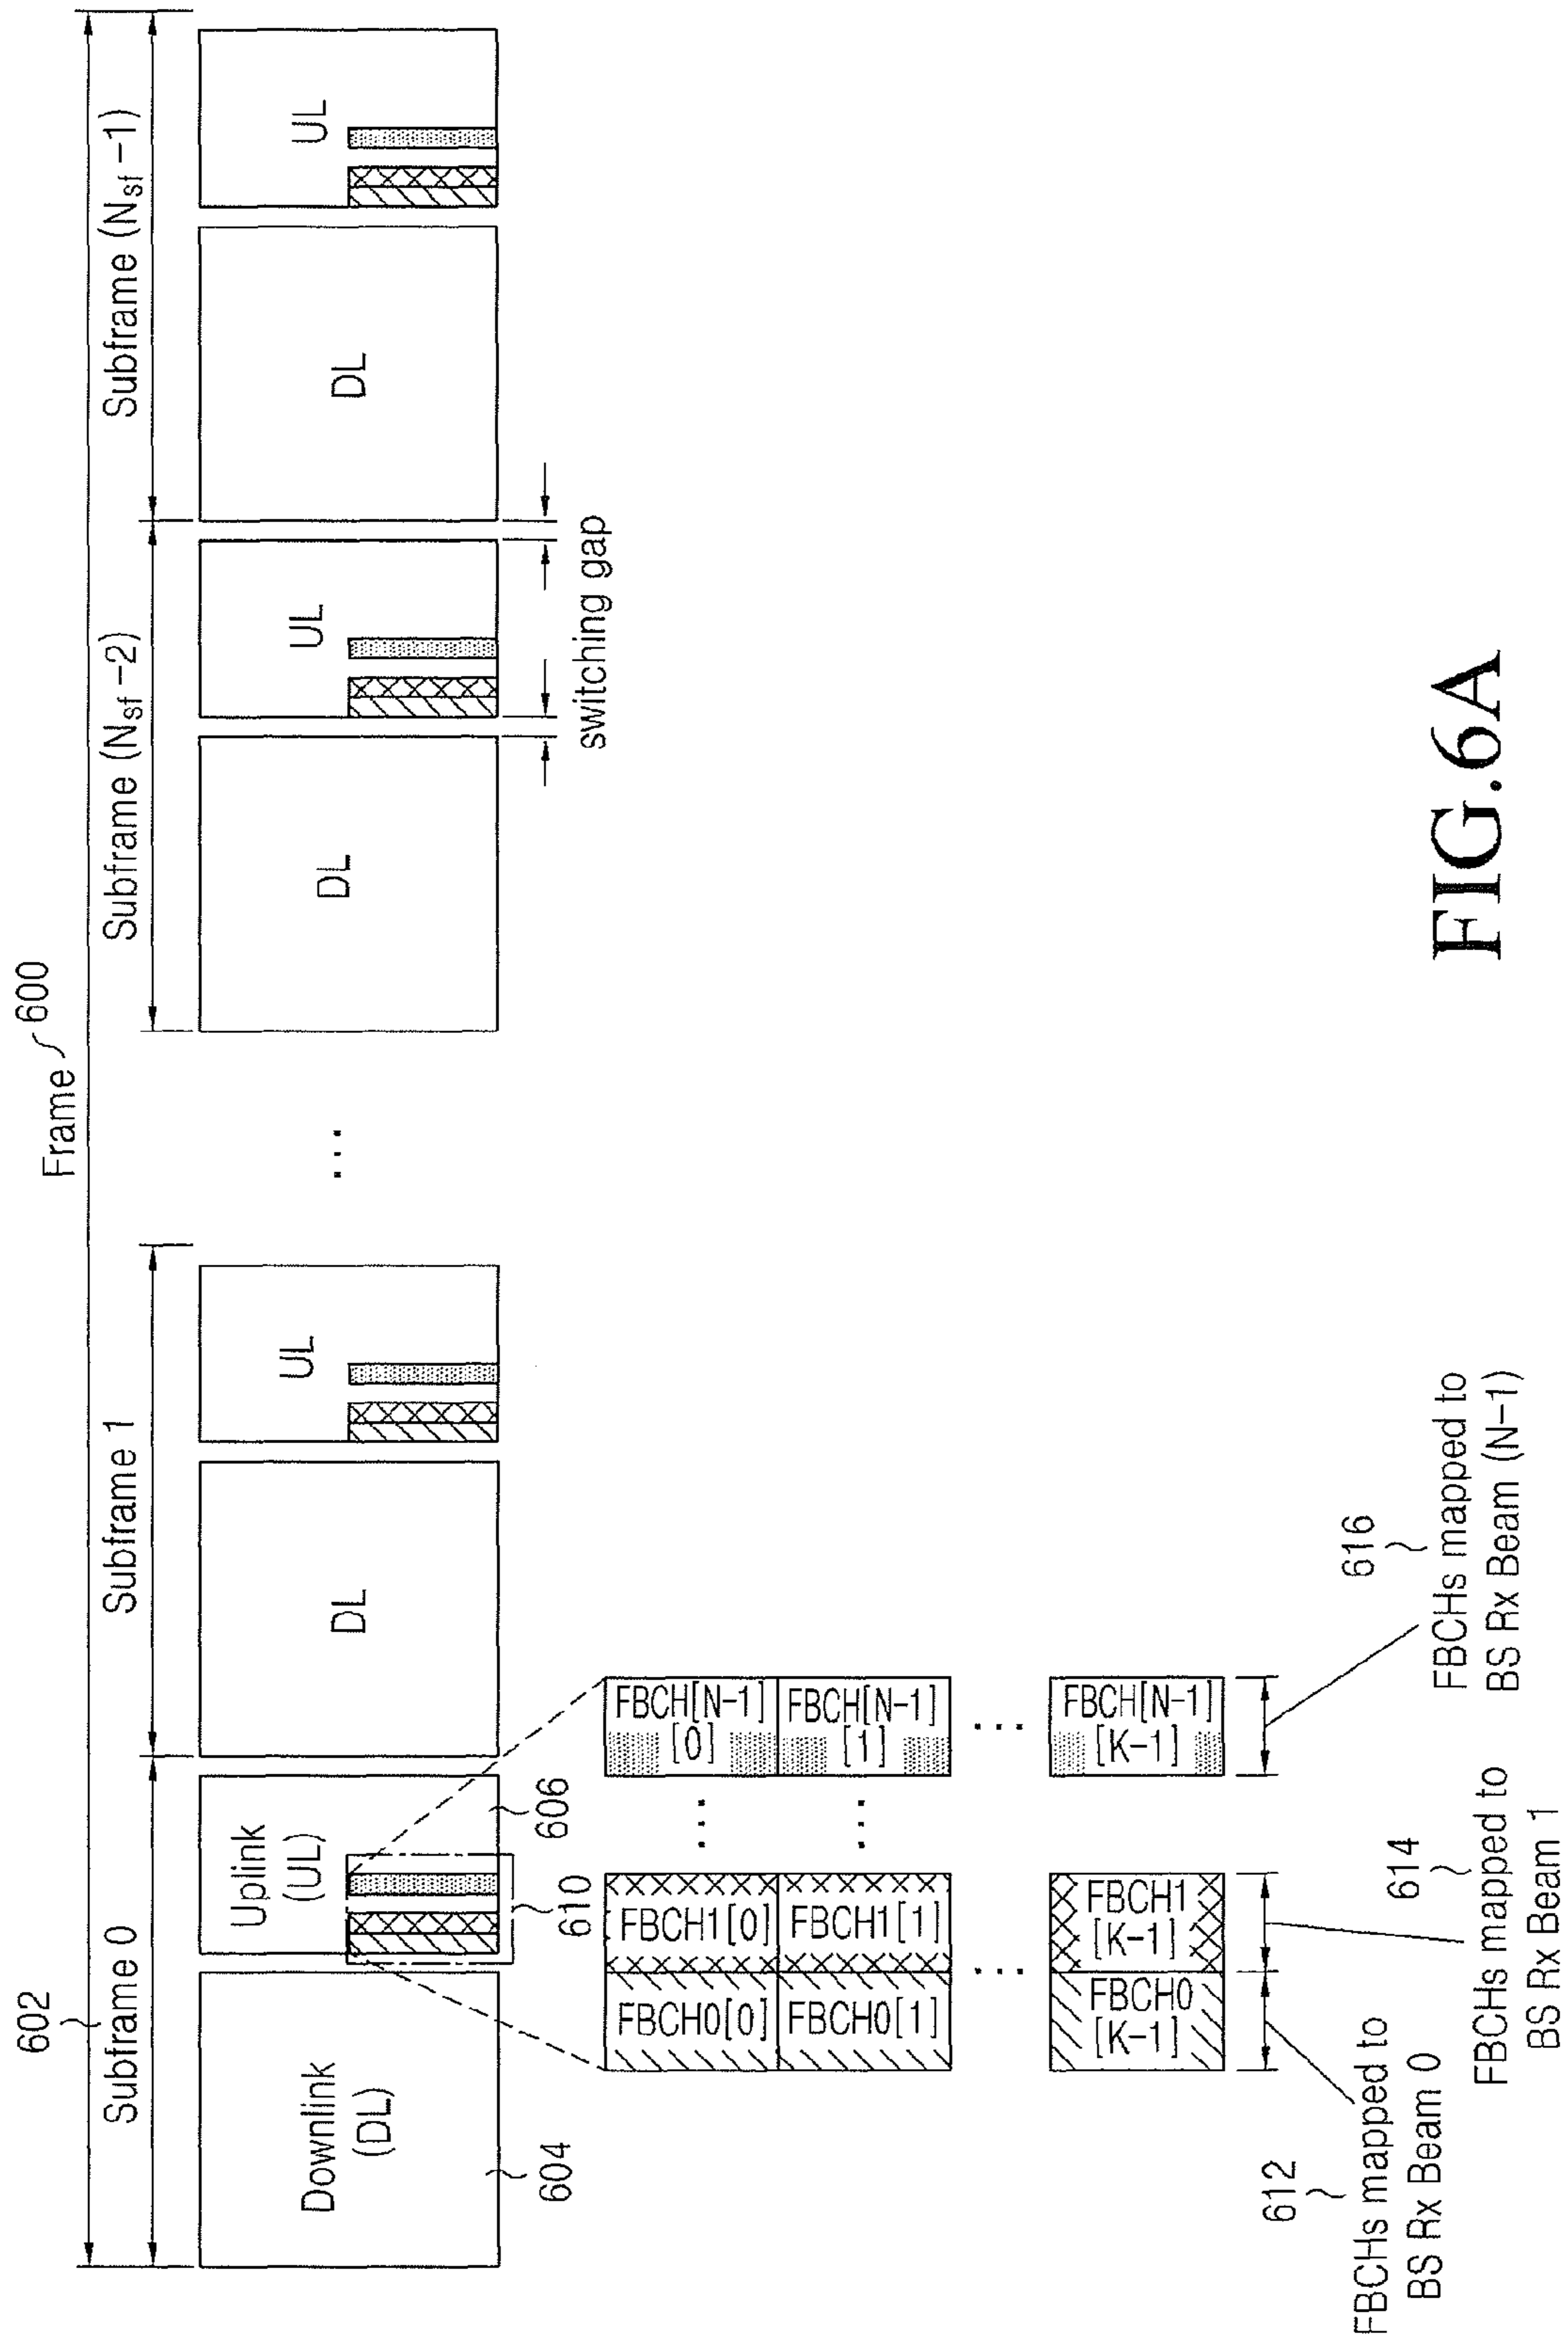 Frame 600
602
Subframe 0
Subframe 1
Subframe (Nsf-2)
Subframe (Nsf-1)
Downlink
(DL)
Uplink
(UL)
DL
UL
...
DL
UL
DL
UL
604
606
610
switching gap
FBCH0[0]
FBCH1[0]
...
FBCH[N-1]
[0]
FBCH0[1]
FBCH1[1]
...
FBCH[N-1]
[1]
...
...
FBCH0
[K-1]
FBCH1
[K-1]
FBCH[N-1]
[K-1]
612
FBCHs mapped to
BS Rx Beam 0
614
FBCHs mapped to
BS Rx Beam 1
616
FBCHs mapped to
BS Rx Beam (N-1)
FIG.6A